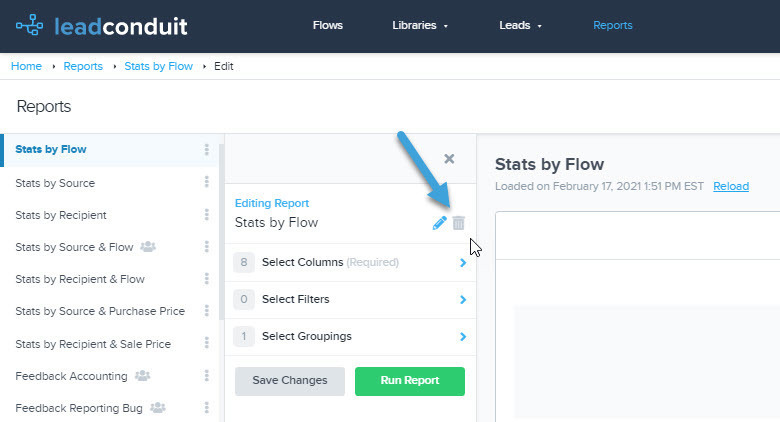 leadconduit
Flows
Libraries
Leads
Reports
Home
Reports
Stats by Flow
Edit
Reports
Stats by Flow
Stats by Source
Stats by Recipient
Stats by Source & Flow
Stats by Recipient & Flow
Stats by Source & Purchase Price
Stats by Recipient & Sale Price
Feedback Accounting
Feedback Reporting Bug
Editing Report
Stats by Flow
8 Select Columns (Required)
0 Select Filters
1 Select Groupings
Save Changes
Run Report
Stats by Flow
Loaded on February 17, 2021 1:51 PM EST Reload